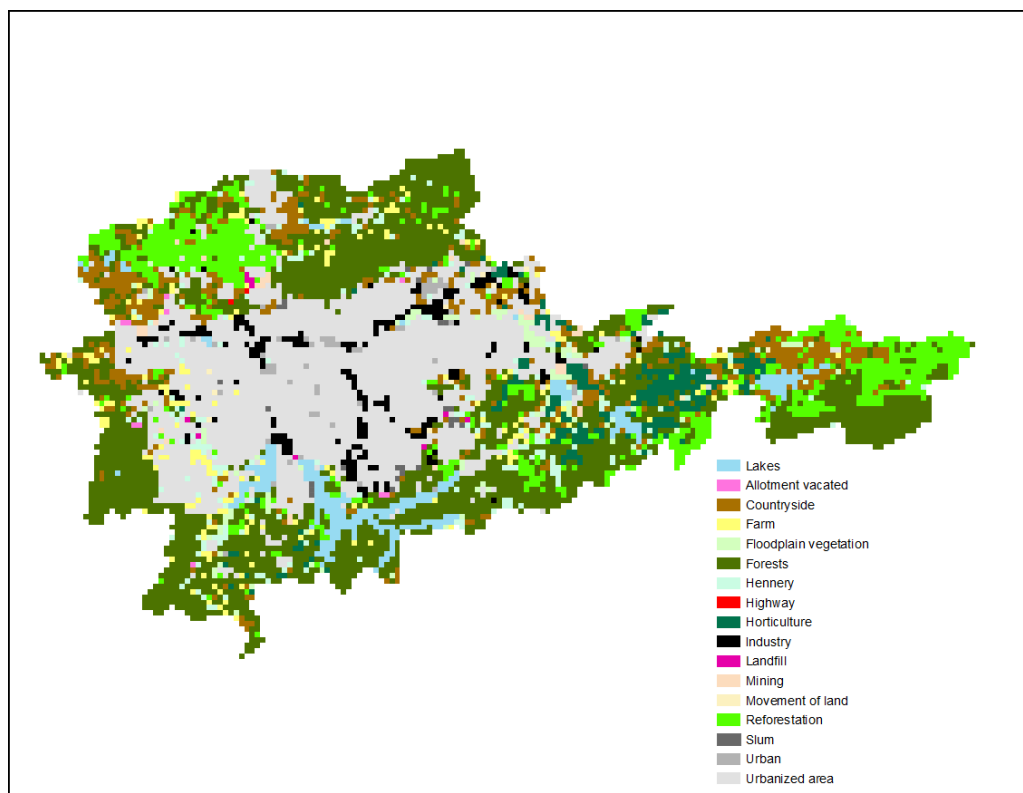 Lakes
Allotment vacated
Countryside
Farm
Floodplain vegetation
Forests
Hennery
Highway
Horticulture
Industry
Landfill
Mining
Movement of land
Reforestation
Slum
Urban
Urbanized area